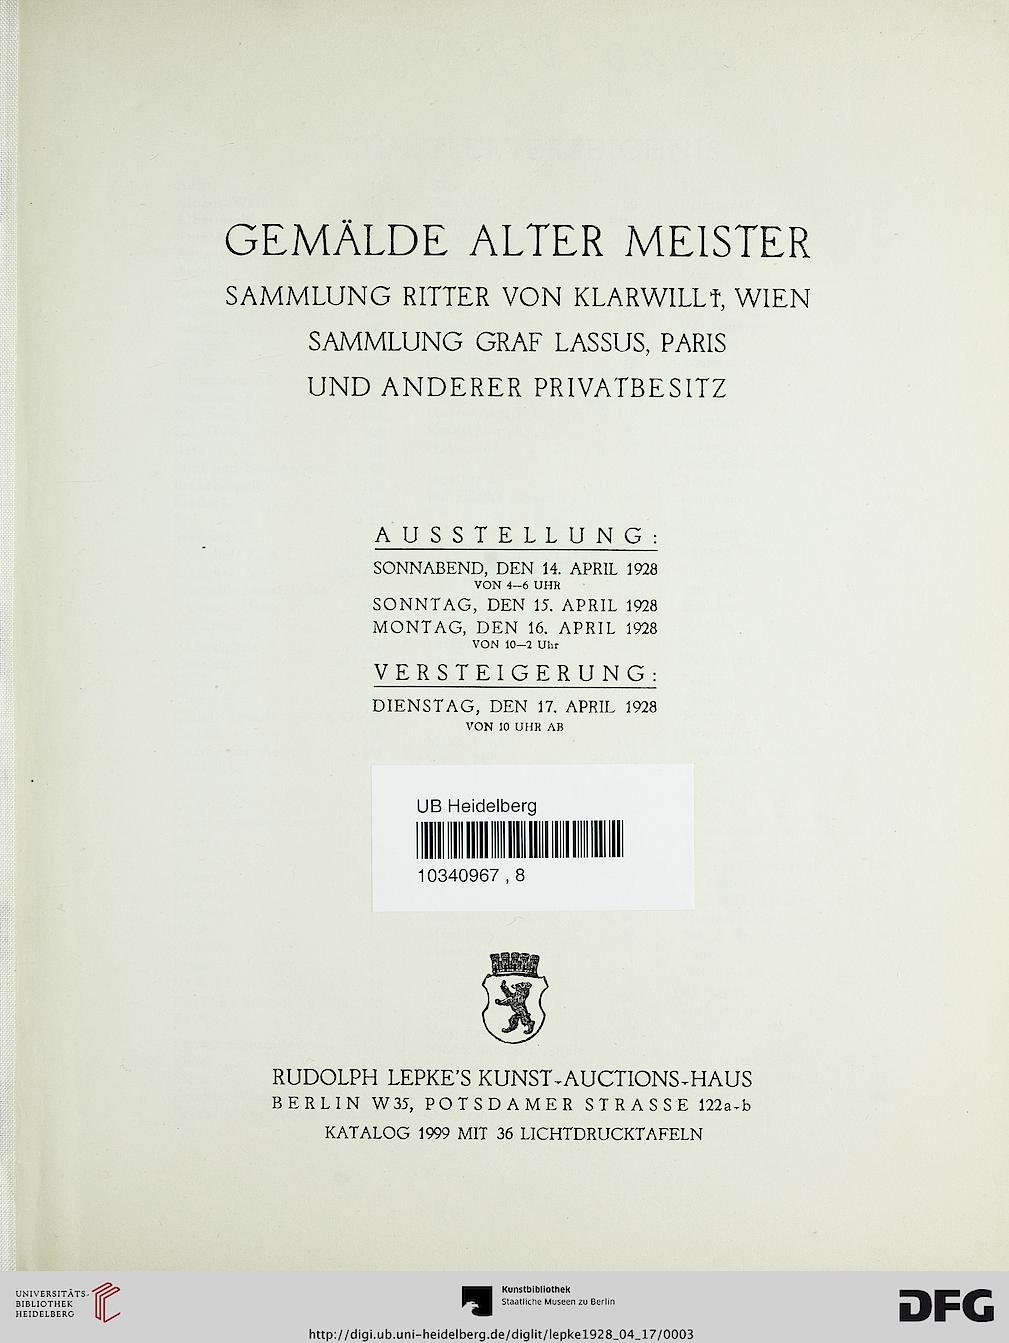 GEMÄLDE ALTER MEISTER
SAMMLUNG RITTER VON KLARWILL†, WIEN
SAMMLUNG GRAF LASSUS, PARIS
UND ANDERER PRIVATBESITZ
AUSSTELLUNG:
SONNABEND, DEN 14. APRIL 1928
VON 4—6 UHR
SONNTAG, DEN 15. APRIL 1928
MONTAG, DEN 16. APRIL 1928
VON 10—2 Uhr
VERSTEIGERUNG:
DIENSTAG, DEN 17. APRIL 1928
VON 10 UHR AB
UB Heidelberg
10340967 , 8
RUDOLPH LEPKE'S KUNST-AUCTIONS-HAUS
BERLIN W35, POTSDAMER STRASSE 122a-b
KATALOG 1999 MIT 36 LICHTDRUCKTAFELN
UNIVERSITÄTS-
BIBLIOTHEK
HEIDELBERG
Kunstbibliothek
Staatliche Museen zu Berlin
DFG
http://digi.ub.uni-heidelberg.de/diglit/lepke1928_04_17/0003